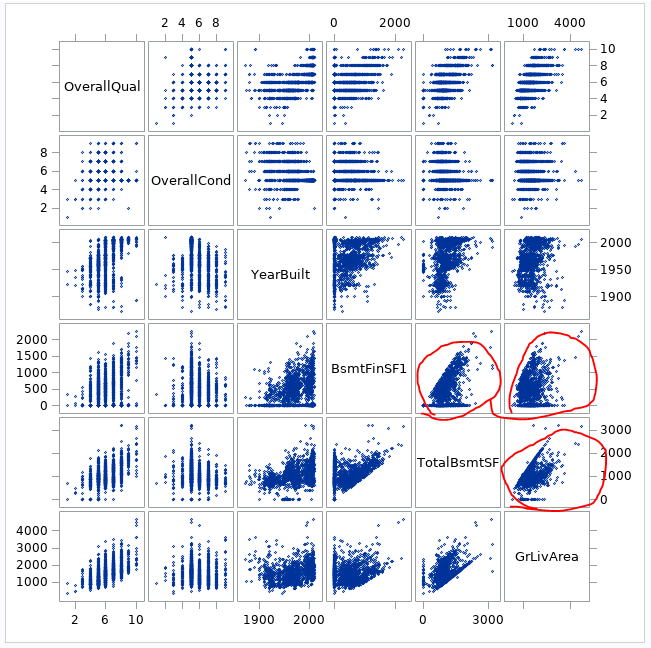 2 4 6 8 0 2000 1000 4000
OverallQual 10
8
6
4
2
8 OverallCond
6
4
2
YearBuilt 2000
1950
1900
2000 BsmtFinSF1
1500
1000
500
0
TotalBsmtSF 3000
2000
1000
0
4000 GrLivArea
3000
2000
1000
2 6 10 1900 2000 0 3000